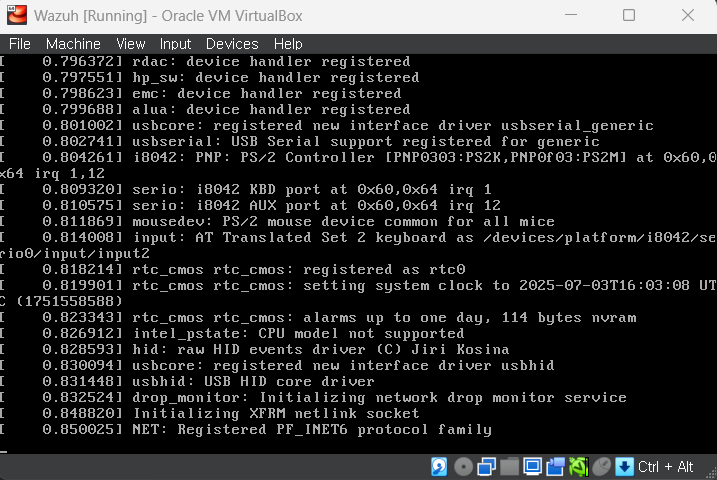 Wazuh [Running] - Oracle VM VirtualBox
File Machine View Input Devices Help
[    0.796372] rdac: device handler registered
[    0.797551] hp_sw: device handler registered
[    0.798623] emc: device handler registered
[    0.799688] alua: device handler registered
[    0.801002] usbcore: registered new interface driver usbserial_generic
[    0.802741] usbserial: USB Serial support registered for generic
[    0.804261] i8042: PNP: PS/2 Controller [PNP0303:PS2K,PNP0f03:PS2M] at 0x60,0
x64 irq 1,12
[    0.809320] serio: i8042 KBD port at 0x60,0x64 irq 1
[    0.810575] serio: i8042 AUX port at 0x60,0x64 irq 12
[    0.811869] mousedev: PS/2 mouse device common for all mice
[    0.814008] input: AT Translated Set 2 keyboard as /devices/platform/i8042/se
rio0/input/input2
[    0.818214] rtc_cmos rtc_cmos: registered as rtc0
[    0.819901] rtc_cmos rtc_cmos: setting system clock to 2025-07-03T16:03:08 UT
C (1751558588)
[    0.823343] rtc_cmos rtc_cmos: alarms up to one day, 114 bytes nvram
[    0.826912] intel_pstate: CPU model not supported
[    0.828593] hid: raw HID events driver (C) Jiri Kosina
[    0.830094] usbcore: registered new interface driver usbhid
[    0.831448] usbhid: USB HID core driver
[    0.832524] drop_monitor: Initializing network drop monitor service
[    0.848820] Initializing XFRM netlink socket
[    0.850025] NET: Registered PF_INET6 protocol family
Ctrl + Alt